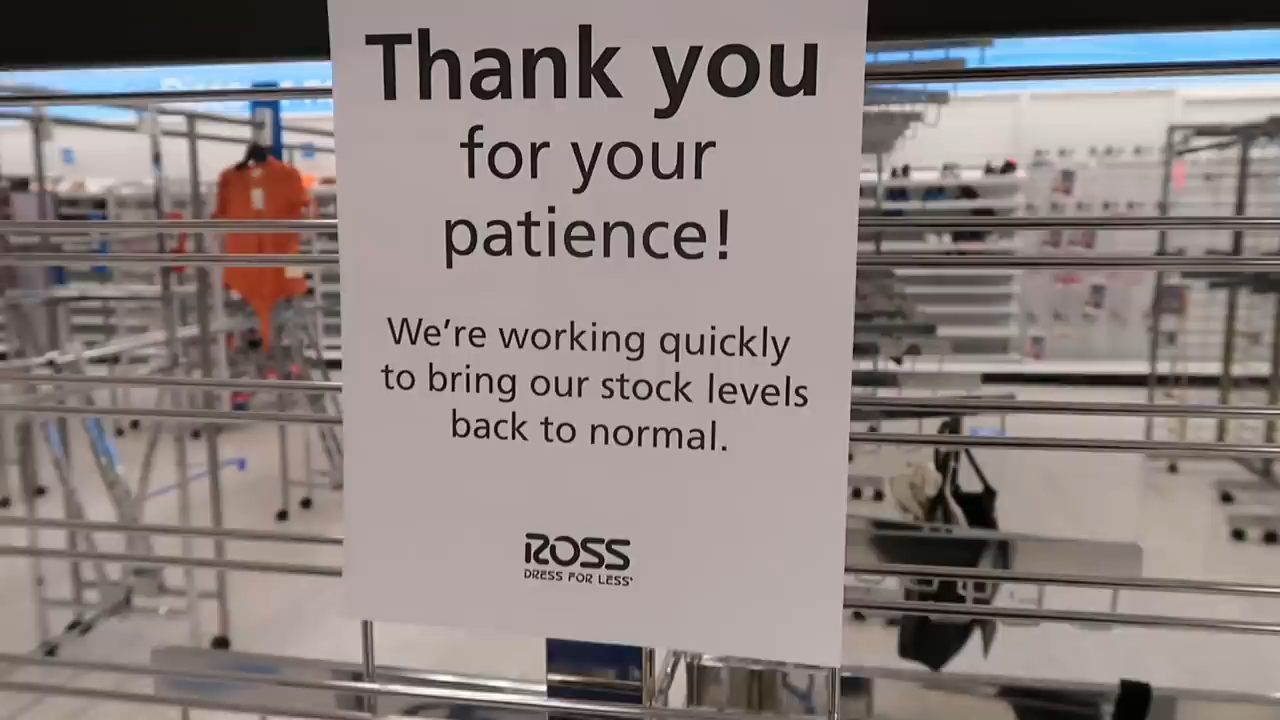 Thank you
for your
patience!
We're working quickly
to bring our stock levels
back to normal.
ROSS
DRESS FOR LESS®